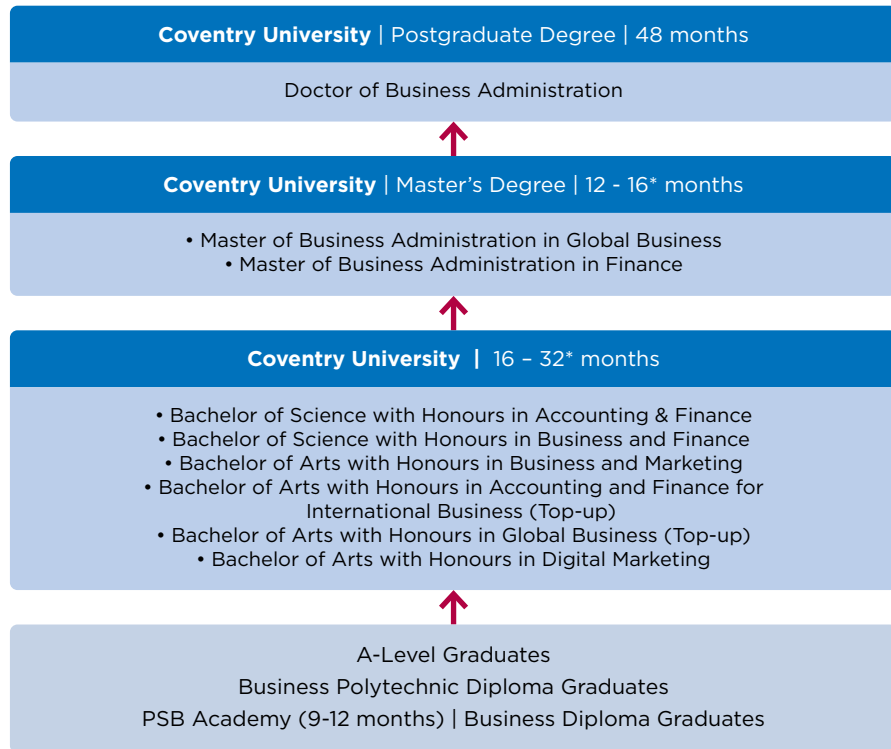 Coventry University | Postgraduate Degree | 48 months
Doctor of Business Administration
Coventry University | Master's Degree | 12 - 16* months
• Master of Business Administration in Global Business
• Master of Business Administration in Finance
Coventry University | 16 – 32* months
• Bachelor of Science with Honours in Accounting & Finance
• Bachelor of Science with Honours in Business and Finance
• Bachelor of Arts with Honours in Business and Marketing
• Bachelor of Arts with Honours in Accounting and Finance for
International Business (Top-up)
• Bachelor of Arts with Honours in Global Business (Top-up)
• Bachelor of Arts with Honours in Digital Marketing
A-Level Graduates
Business Polytechnic Diploma Graduates
PSB Academy (9-12 months) | Business Diploma Graduates